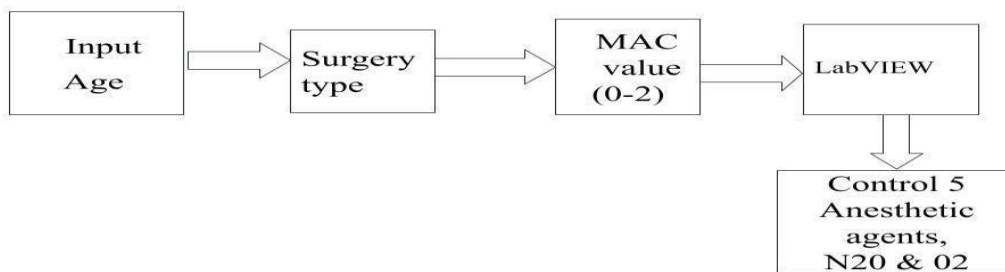 Input
Age
Surgery
type
MAC
value
(0-2)
LabVIEW
Control 5
Anesthetic
agents,
N20 & 02